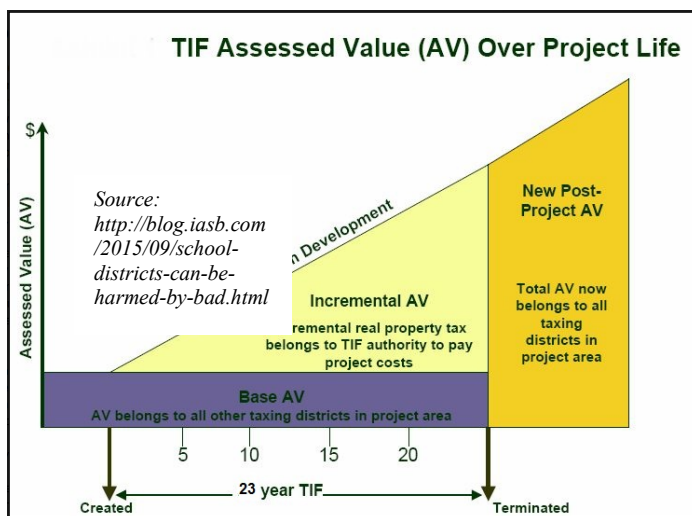 TIF Assessed Value (AV) Over Project Life
$
Assessed Value (AV)
Source:
http://blog.iasb.com
/2015/09/school-
districts-can-be-
harmed-by-bad.html
Development
Incremental AV
real property tax
belongs to TIF authority to pay
project costs
New Post-
Project AV
Total AV now
belongs to all
taxing
districts in
project area
Base AV
AV belongs to all other taxing districts in project area
5
10
15
20
23 year TIF
Created
Terminated